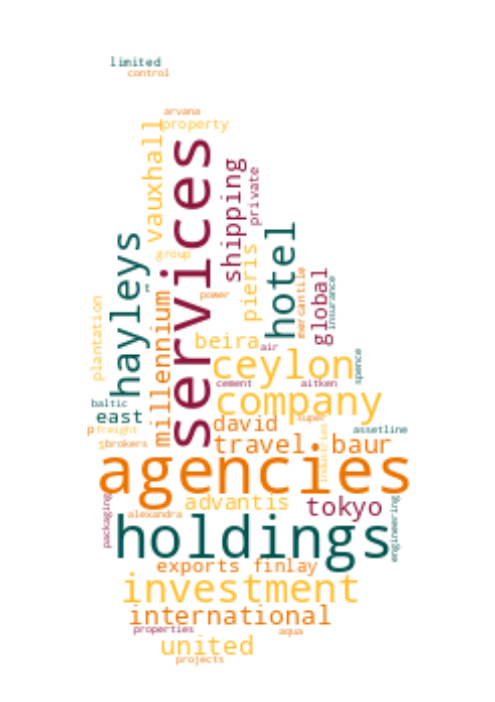 limited
control
arvana
property
vauxhall
services
shipping
private
hayleys
hotel
pieris
group
global
mercantile
insurance
power
plantation
millennium
beira
air
ceylon
spence
cement
aitken
company
baltic
east
david
super
assetline
freight
brokers
travel
baur
industries
agencies
advantis
tokyo
packaging
alexandra
engineering
holdings
exports
finlay
investment
international
properties
aqua
united
projects